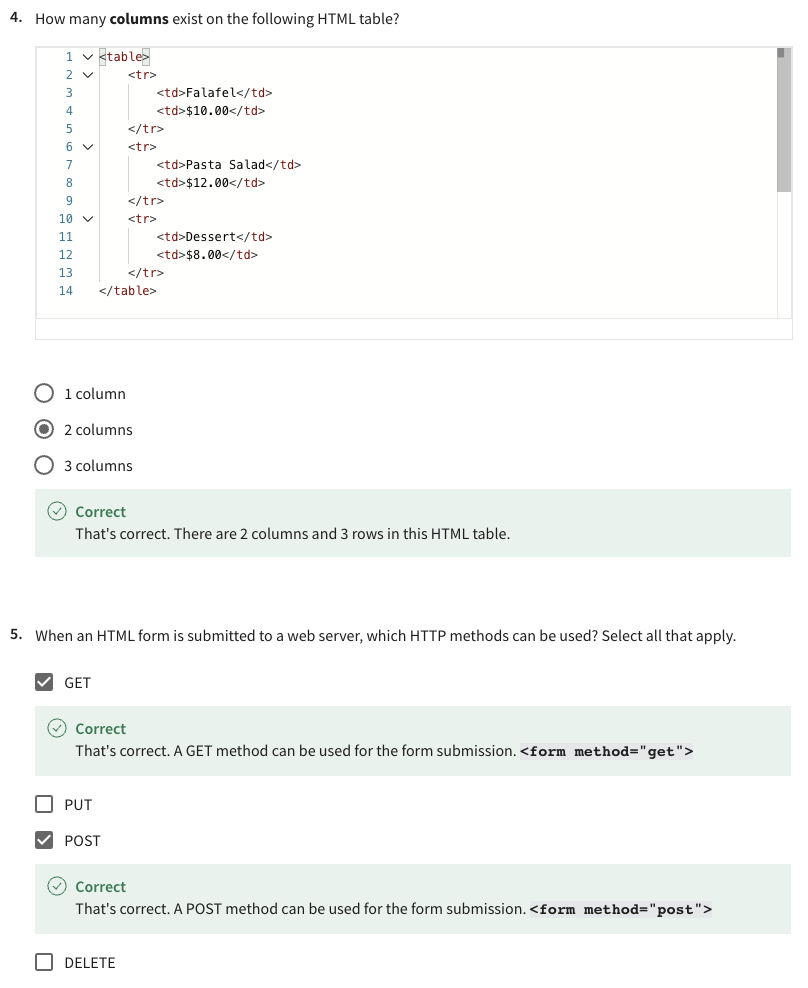 4. How many columns exist on the following HTML table?
1 <table>
2 <tr>
3 <td>Falafel</td>
4 <td>$10.00</td>
5 </tr>
6 <tr>
7 <td>Pasta Salad</td>
8 <td>$12.00</td>
9 </tr>
10 <tr>
11 <td>Dessert</td>
12 <td>$8.00</td>
13 </tr>
14 </table>
1 column
2 columns
3 columns
Correct
That's correct. There are 2 columns and 3 rows in this HTML table.
5. When an HTML form is submitted to a web server, which HTTP methods can be used? Select all that apply.
GET
Correct
That's correct. A GET method can be used for the form submission. <form method="get">
PUT
POST
Correct
That's correct. A POST method can be used for the form submission. <form method="post">
DELETE